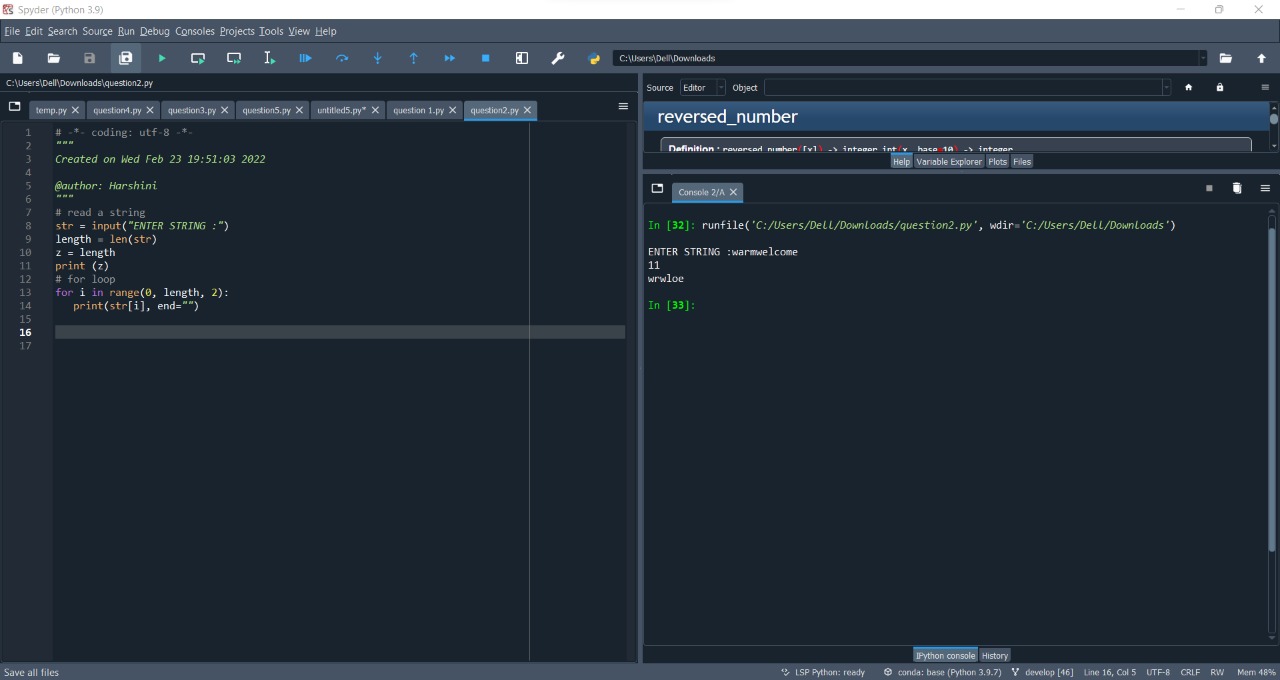 Spyder (Python 3.9)
File Edit Search Source Run Debug Consoles Projects Tools View Help
C:\Users\Dell\Downloads
C:\Users\Dell\Downloads\question2.py
temp.py question4.py question3.py question5.py untitled5.py* question 1.py question2.py
1 # -*- coding: utf-8 -*-
2 """
3 Created on Wed Feb 23 19:51:03 2022
4
5 @author: Harshini
6 """
7 # read a string
8 str = input("ENTER STRING :")
9 length = len(str)
10 z = length
11 print (z)
12 # for loop
13 for i in range(0, length, 2):
14 print(str[i], end="")
15
16
17
Source Editor Object
reversed_number
Definition : reversed_number([x]) -> integer int(x, base=10) -> integer
Help Variable Explorer Plots Files
Console 2/A
In [32]: runfile('C:/Users/Dell/Downloads/question2.py', wdir='C:/Users/Dell/Downloads')
ENTER STRING :warmwelcome
11
wrwloe
In [33]:
IPython console History
Save all files LSP Python: ready conda: base (Python 3.9.7) develop [46] Line 16, Col 5 UTF-8 CRLF RW Mem 48%